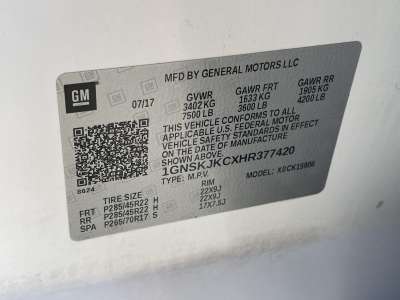 GM
MFD BY GENERAL MOTORS LLC
07/17
GVWR GAWR FRT GAWR RR
3402 KG 1633 KG 1905 KG
7500 LB 3600 LB 4200 LB
THIS VEHICLE CONFORMS TO ALL
APPLICABLE U.S. FEDERAL MOTOR
VEHICLE SAFETY STANDARDS IN EFFECT
ON THE DATE OF MANUFACTURE SHOWN ABOVE.
1GNSKJKCXHR377420
TYPE: M.P.V. MODEL: XBCK15906
8624
TIRE SIZE RIM
FRT P285/45R22 H 22X9J
RR P285/45R22 H 22X9J
SPA P265/70R17 S 17X7.5J